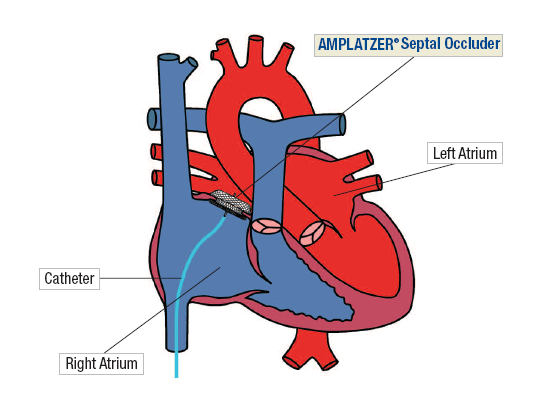 AMPLATZER® Septal Occluder
Left Atrium
Catheter
Right Atrium